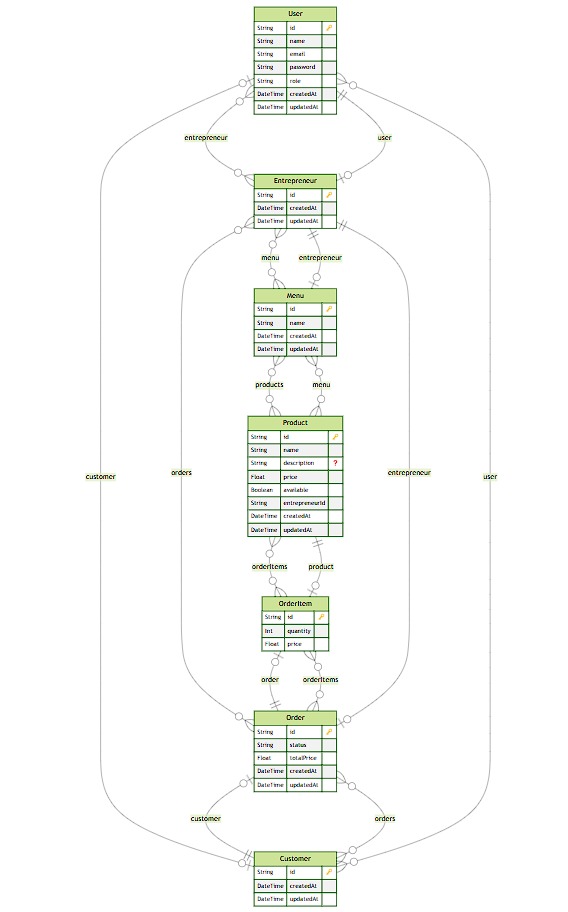 User
String id 🔑
String name
String email
String password
String role
DateTime createdAt
DateTime updatedAt
entrepreneur
user
Entrepreneur
String id 🔑
DateTime createdAt
DateTime updatedAt
menu
entrepreneur
Menu
String id 🔑
String name
DateTime createdAt
DateTime updatedAt
products
menu
Product
String id 🔑
String name
String description ❓
Float price
Boolean available
String entrepreneurId
DateTime createdAt
DateTime updatedAt
customer
orders
entrepreneur
user
orderItems
product
OrderItem
String id 🔑
Int quantity
Float price
order
orderItems
Order
String id 🔑
String status
Float totalPrice
DateTime createdAt
DateTime updatedAt
customer
orders
Customer
String id 🔑
DateTime createdAt
DateTime updatedAt